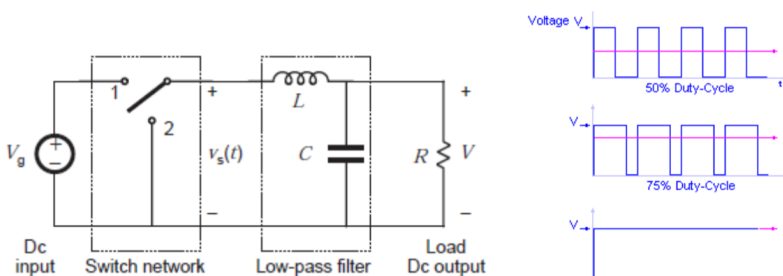 1
2
Vg
+
−
+
vs(t)
−
L
C
R
+
V
−
Dc
input
Switch network
Low-pass filter
Load
Dc output
Voltage V
50% Duty-Cycle
V
75% Duty-Cycle
V